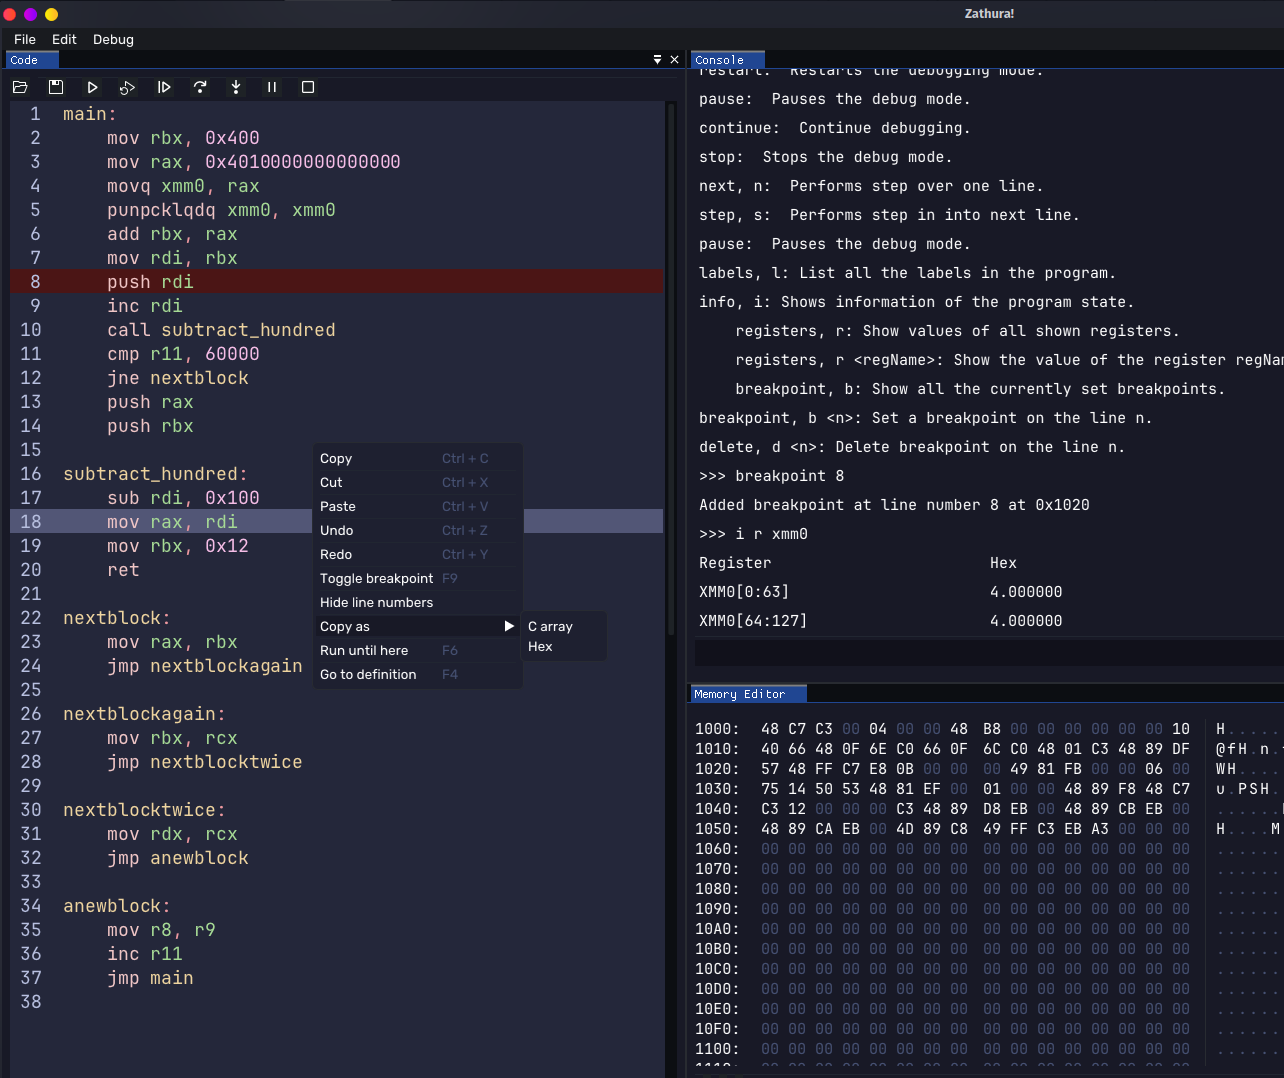 Zathura!
File Edit Debug
Code
1 main:
2 mov rbx, 0x400
3 mov rax, 0x4010000000000000
4 movq xmm0, rax
5 punpcklqdq xmm0, xmm0
6 add rbx, rax
7 mov rdi, rbx
8 push rdi
9 inc rdi
10 call subtract_hundred
11 cmp r11, 60000
12 jne nextblock
13 push rax
14 push rbx
15
16 subtract_hundred:
17 sub rdi, 0x100
18 mov rax, rdi
19 mov rbx, 0x12
20 ret
21
22 nextblock:
23 mov rax, rbx
24 jmp nextblockagain
25
26 nextblockagain:
27 mov rbx, rcx
28 jmp nextblocktwice
29
30 nextblocktwice:
31 mov rdx, rcx
32 jmp anewblock
33
34 anewblock:
35 mov r8, r9
36 inc r11
37 jmp main
38
Copy Ctrl + C
Cut Ctrl + X
Paste Ctrl + V
Undo Ctrl + Z
Redo Ctrl + Y
Toggle breakpoint F9
Hide line numbers
Copy as
Run until here F6
Go to definition F4
C array
Hex
Console
restart: Restarts the debugging mode.
pause: Pauses the debug mode.
continue: Continue debugging.
stop: Stops the debug mode.
next, n: Performs step over one line.
step, s: Performs step in into next line.
pause: Pauses the debug mode.
labels, l: List all the labels in the program.
info, i: Shows information of the program state.
registers, r: Show values of all shown registers.
registers, r <regName>: Show the value of the register regNam
breakpoint, b: Show all the currently set breakpoints.
breakpoint, b <n>: Set a breakpoint on the line n.
delete, d <n>: Delete breakpoint on the line n.
>>> breakpoint 8
Added breakpoint at line number 8 at 0x1020
>>> i r xmm0
Register Hex
XMM0[0:63] 4.000000
XMM0[64:127] 4.000000
Memory Editor
1000: 48 C7 C3 00 04 00 00 48 B8 00 00 00 00 00 00 10 H......
1010: 40 66 48 0F 6E C0 66 0F 6C C0 48 01 C3 48 89 DF @fH.n.
1020: 57 48 FF C7 E8 0B 00 00 00 49 81 FB 00 00 06 00 WH.....
1030: 75 14 50 53 48 81 EF 00 01 00 00 48 89 F8 48 C7 u.PSH.
1040: C3 12 00 00 00 C3 48 89 D8 EB 00 48 89 CB EB 00 ......
1050: 48 89 CA EB 00 4D 89 C8 49 FF C3 EB A3 00 00 00 H....M
1060: 00 00 00 00 00 00 00 00 00 00 00 00 00 00 00 00 ......
1070: 00 00 00 00 00 00 00 00 00 00 00 00 00 00 00 00 ......
1080: 00 00 00 00 00 00 00 00 00 00 00 00 00 00 00 00 ......
1090: 00 00 00 00 00 00 00 00 00 00 00 00 00 00 00 00 ......
10A0: 00 00 00 00 00 00 00 00 00 00 00 00 00 00 00 00 ......
10B0: 00 00 00 00 00 00 00 00 00 00 00 00 00 00 00 00 ......
10C0: 00 00 00 00 00 00 00 00 00 00 00 00 00 00 00 00 ......
10D0: 00 00 00 00 00 00 00 00 00 00 00 00 00 00 00 00 ......
10E0: 00 00 00 00 00 00 00 00 00 00 00 00 00 00 00 00 ......
10F0: 00 00 00 00 00 00 00 00 00 00 00 00 00 00 00 00 ......
1100: 00 00 00 00 00 00 00 00 00 00 00 00 00 00 00 00 ......